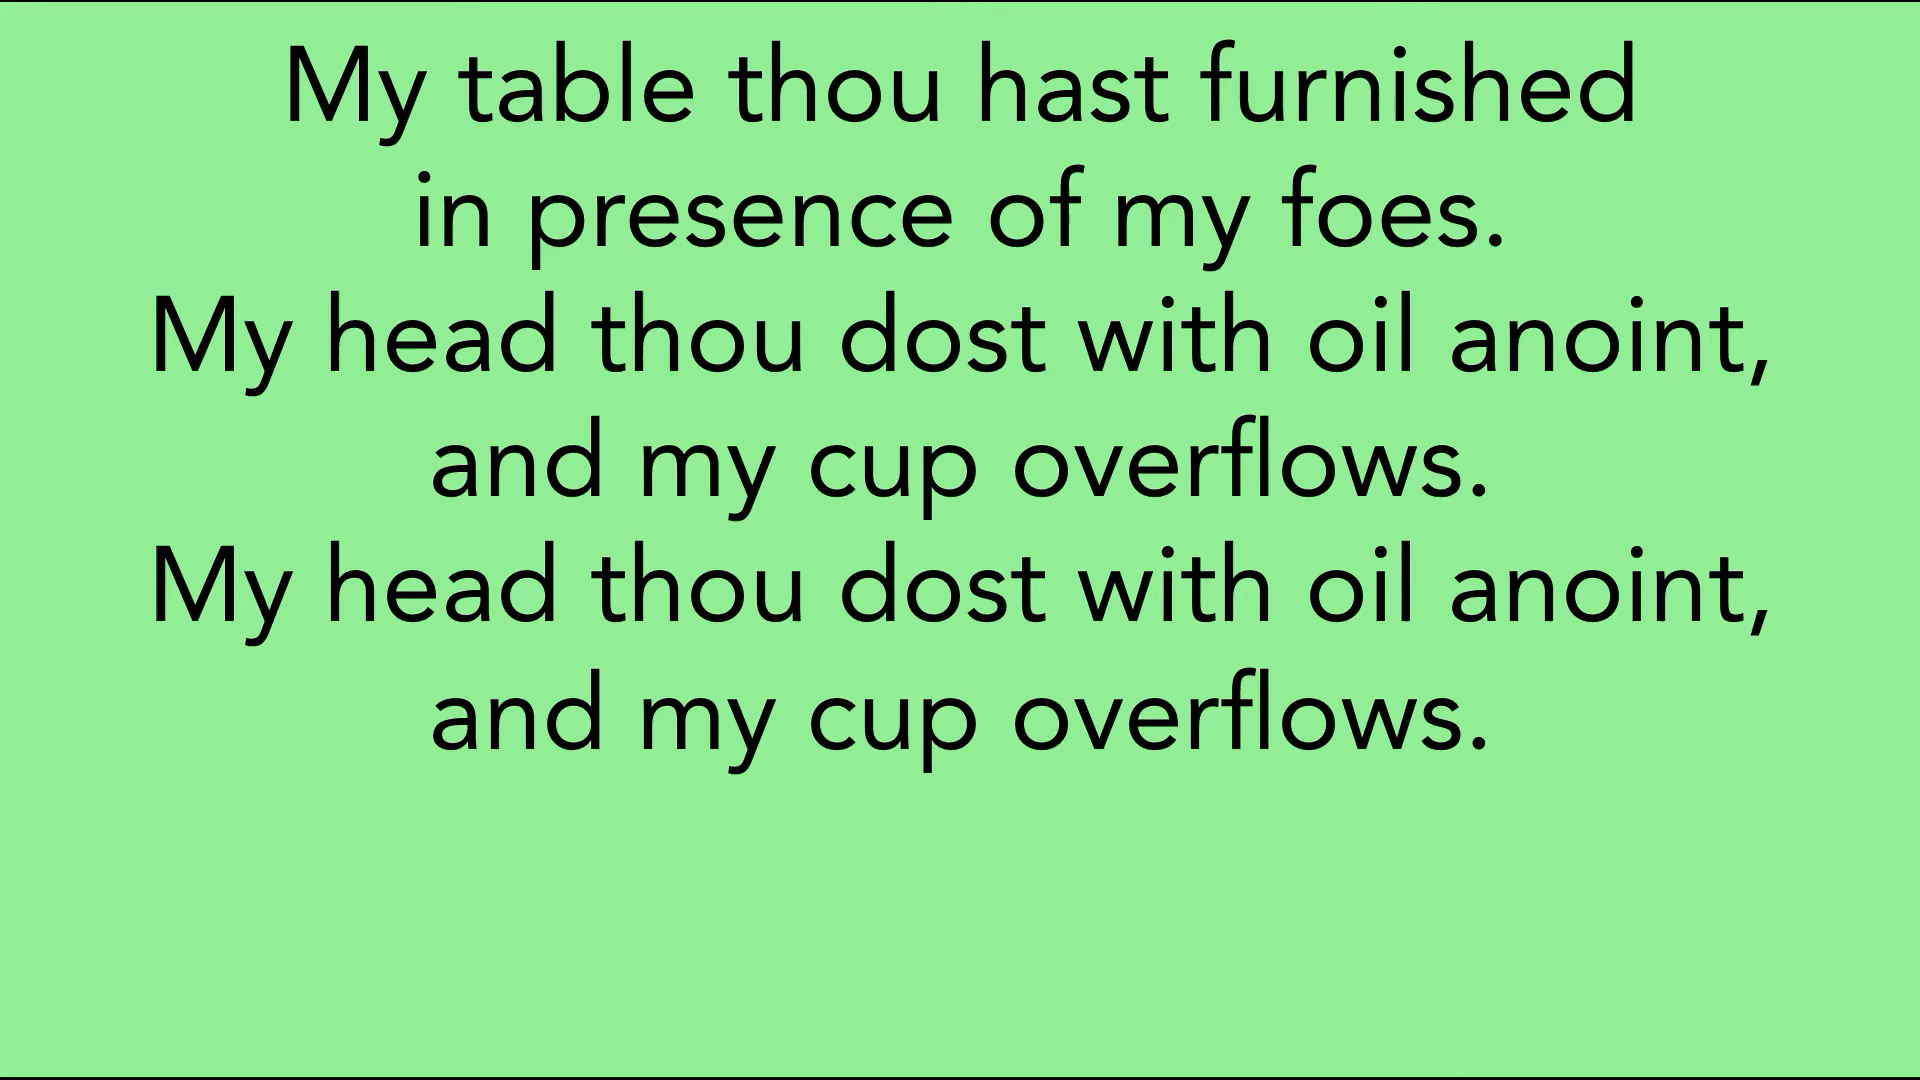 My table thou hast furnished
in presence of my foes.
My head thou dost with oil anoint,
and my cup overflows.
My head thou dost with oil anoint,
and my cup overflows.